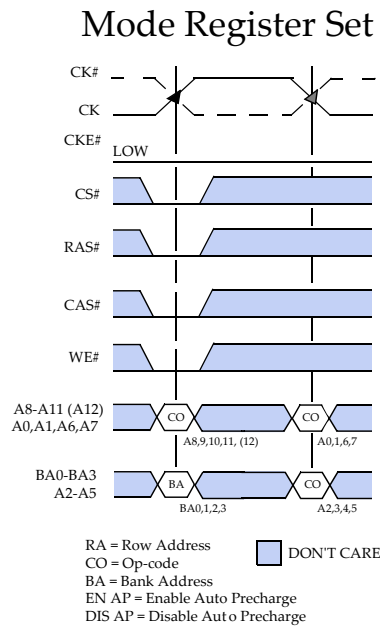 Mode Register Set
CK#
CK
CKE#
LOW
CS#
RAS#
CAS#
WE#
A8-A11 (A12)
A0,A1,A6,A7
CO
CO
A8,9,10,11, (12)
A0,1,6,7
BA0-BA3
A2-A5
BA
CO
BA0,1,2,3
A2,3,4,5
RA = Row Address
CO = Op-code
BA = Bank Address
EN AP = Enable Auto Precharge
DIS AP = Disable Auto Precharge
DON'T CARE